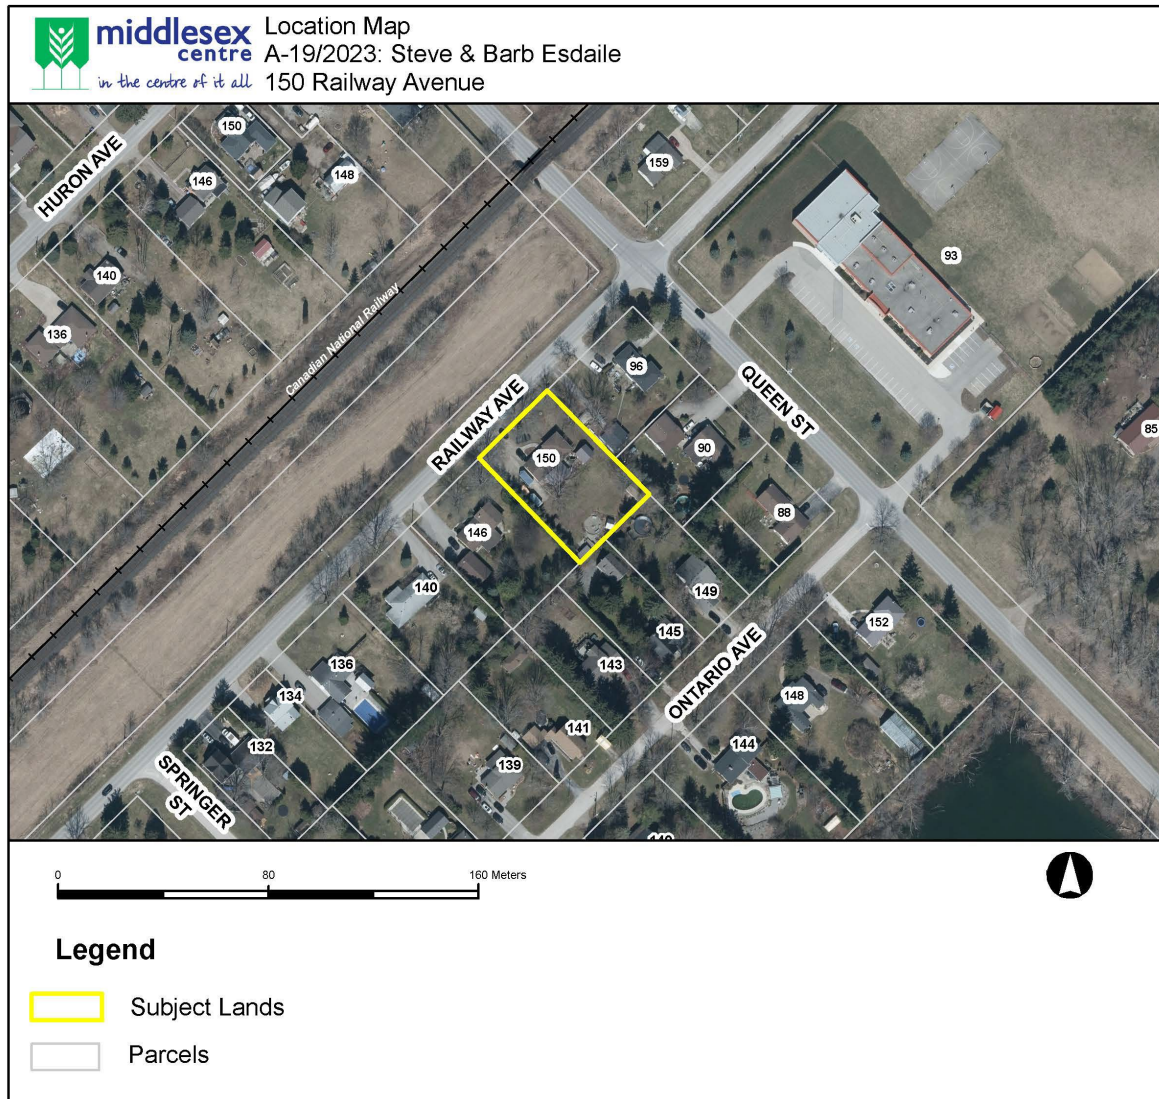 middlesex
centre
in the centre of it all
Location Map
A-19/2023: Steve & Barb Esdaile
150 Railway Avenue
HURON AVE
150
146
148
159
140
136
93
Canadian National Railway
96
QUEEN ST
RAILWAY AVE
150
90
85
88
146
140
149
145
152
143
ONTARIO AVE
136
134
148
132
141
144
139
SPRINGER
ST
0
80
160 Meters
Legend
Subject Lands
Parcels